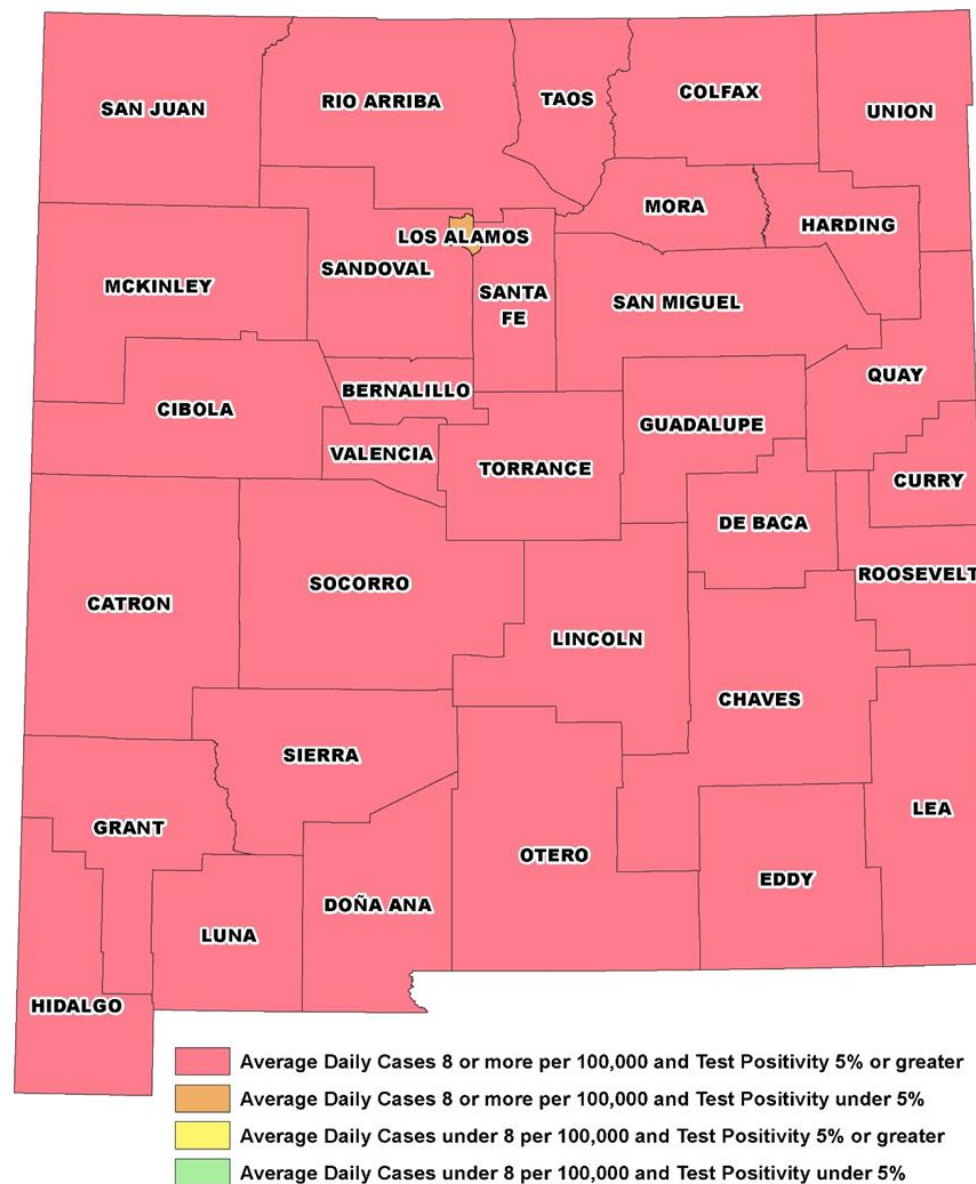 SAN JUAN
RIO ARRIBA
TAOS
COLFAX
UNION
MORA
HARDING
LOS ALAMOS
SANDOVAL
MCKINLEY
SANTA
FE
SAN MIGUEL
QUAY
BERNALILLO
CIBOLA
GUADALUPE
VALENCIA
TORRANCE
CURRY
DE BACA
ROOSEVELT
SOCORRO
CATRON
LINCOLN
CHAVES
SIERRA
LEA
GRANT
OTERO
EDDY
DOÑA ANA
LUNA
HIDALGO
Average Daily Cases 8 or more per 100,000 and Test Positivity 5% or greater
Average Daily Cases 8 or more per 100,000 and Test Positivity under 5%
Average Daily Cases under 8 per 100,000 and Test Positivity 5% or greater
Average Daily Cases under 8 per 100,000 and Test Positivity under 5%